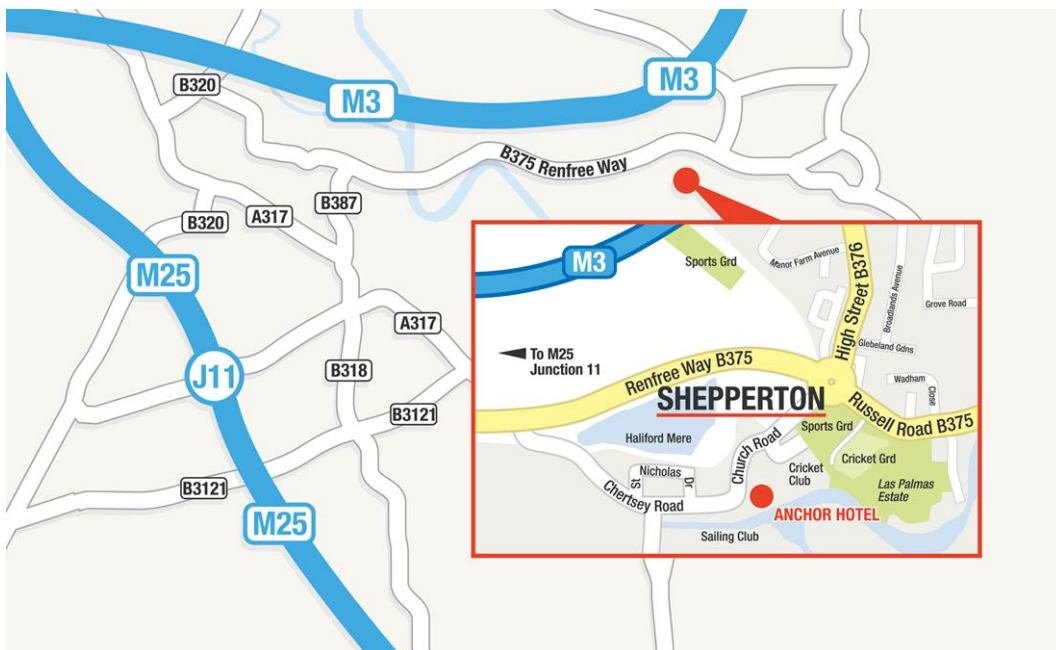 M3
M3
B320
B375 Renfree Way
B387
A317
B320
M25
A317
J11
B318
B3121
B3121
M25
M3
Sports Grd
Manor Farm Avenue
High Street B376
Broadlands Avenue
Grove Road
Glebeland Gdns
To M25
Junction 11
Renfree Way B375
SHEPPERTON
Wadham
Close
Russell Road B375
Sports Grd
Haliford Mere
Church Road
Cricket Grd
Cricket
Club
Las Palmas
Estate
Nicholas
St
Dr
Chertsey Road
ANCHOR HOTEL
Sailing Club